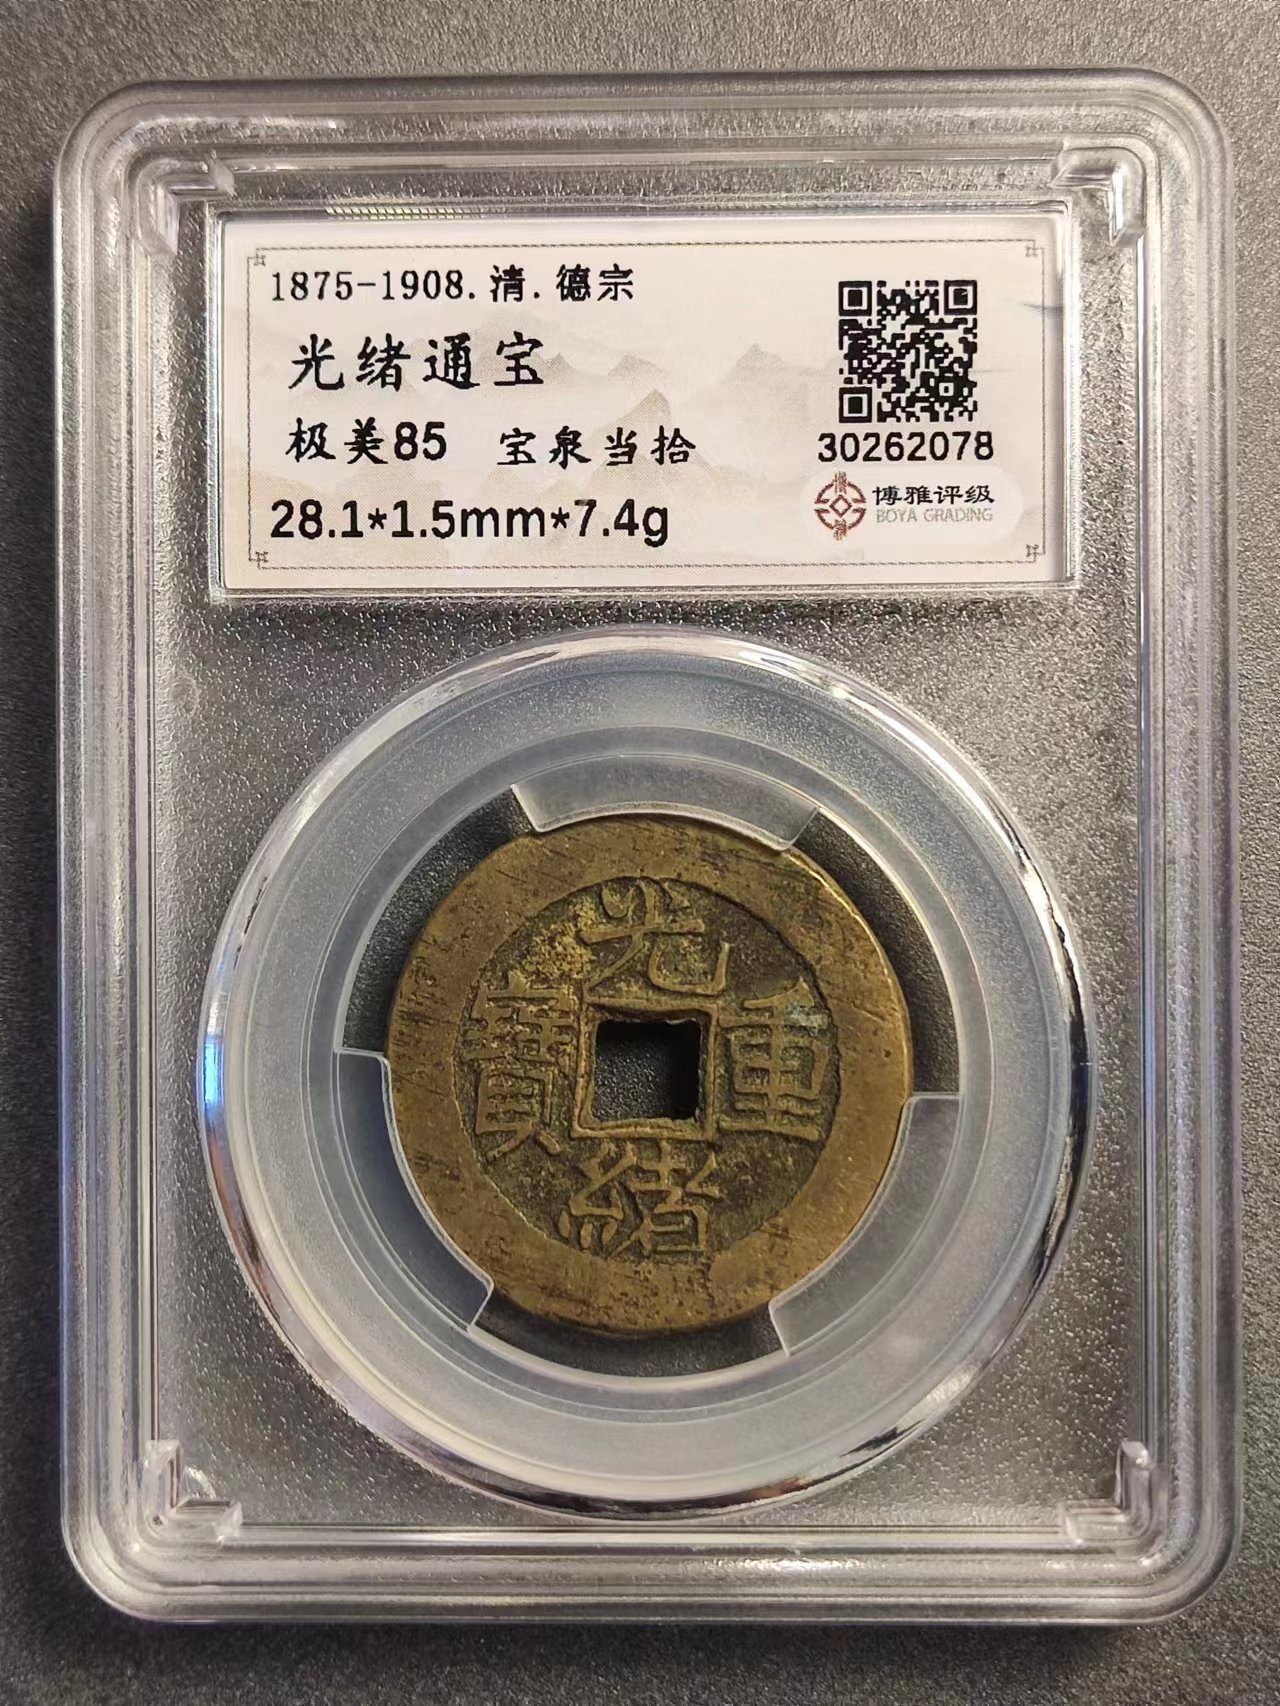 1875-1908.清.德宗
光绪通宝
极美85 宝泉当拾
28.1*1.5mm*7.4g
30262078
博雅评级
BOYA GRADING
光緒重寶